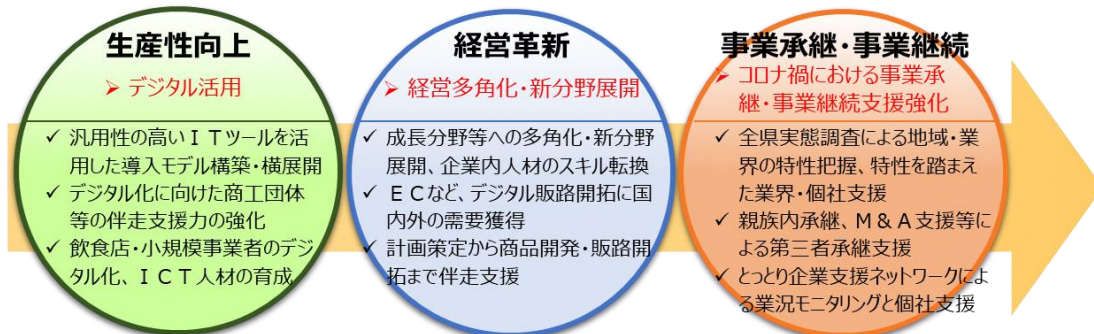 生産性向上
➢ デジタル活用
✓ 汎用性の高いＩＴツールを活
用した導入モデル構築・横展開
✓ デジタル化に向けた商工団体
等の伴走支援力の強化
✓ 飲食店・小規模事業者のデジ
タル化、ＩＣＴ人材の育成
経営革新
➢ 経営多角化・新分野展開
✓ 成長分野等への多角化・新分野
展開、企業内人材のスキル転換
✓ ＥＣなど、デジタル販路開拓に国
内外の需要獲得
✓ 計画策定から商品開発・販路開
拓まで伴走支援
事業承継・事業継続
➢ コロナ禍における事業承
継・事業継続支援強化
✓ 全県実態調査による地域・業
界の特性把握、特性を踏まえ
た業界・個社支援
✓ 親族内承継、Ｍ＆Ａ支援等に
よる第三者承継支援
✓ とっとり企業支援ネットワークによ
る業況モニタリングと個社支援